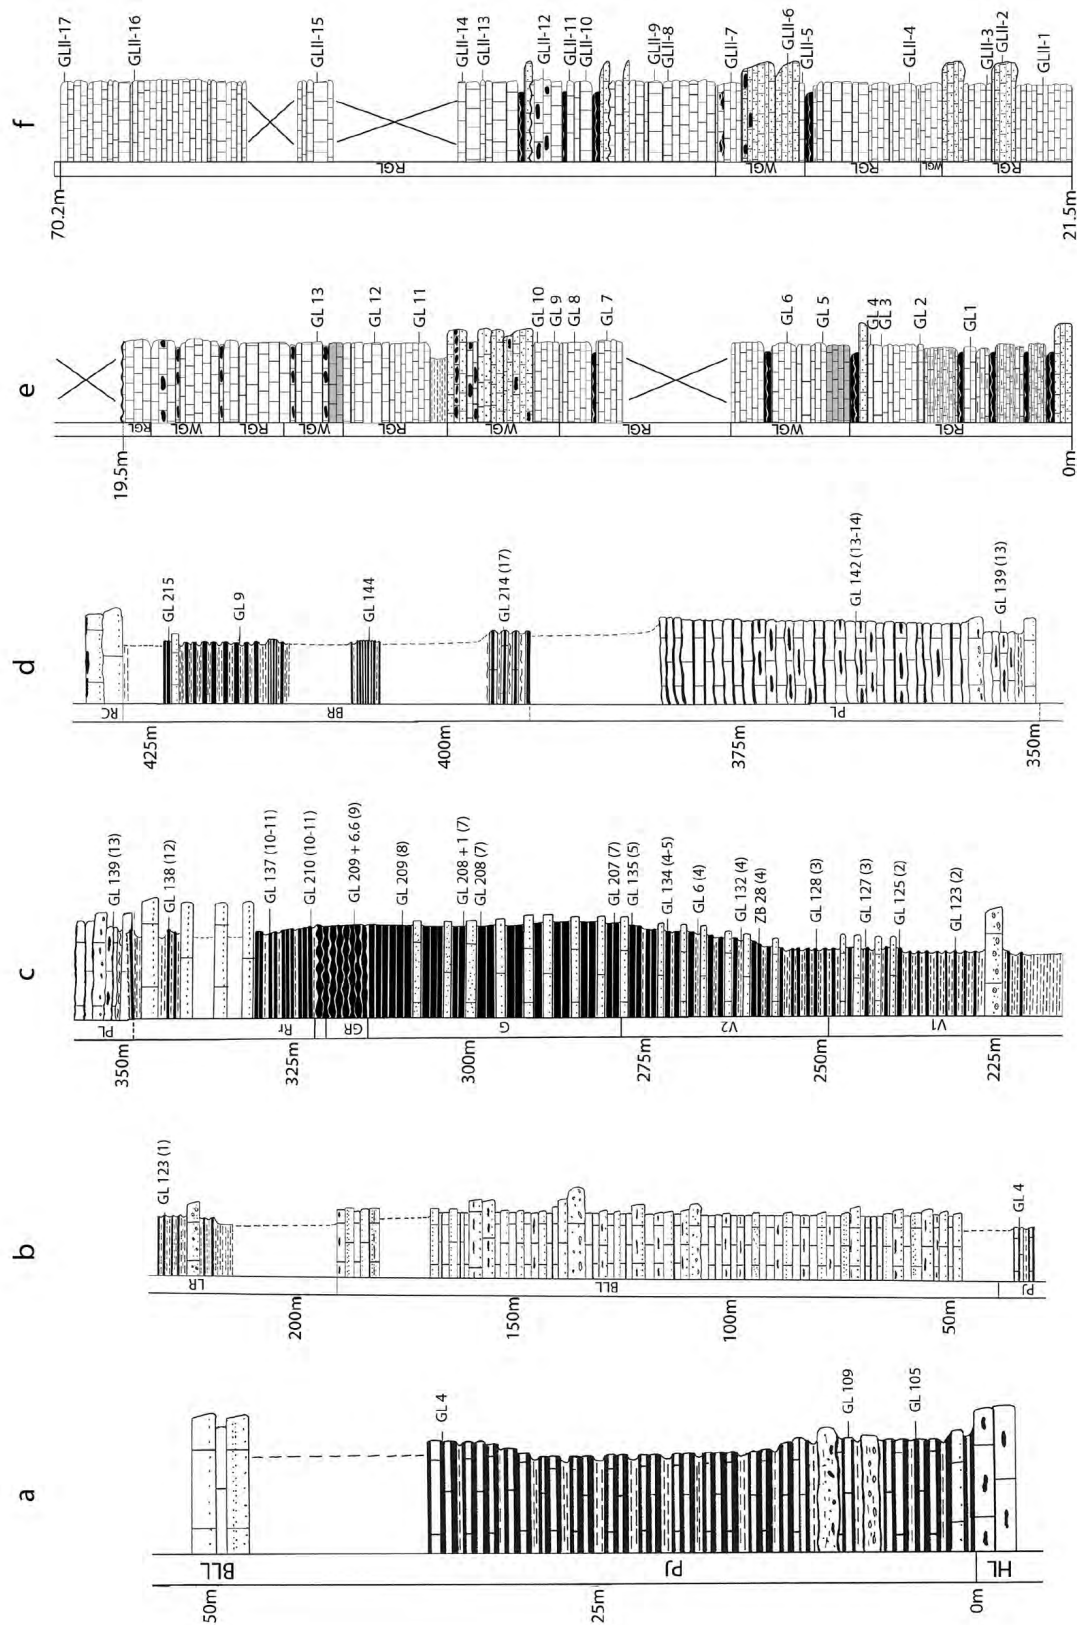 a
50m
25m
0m
BLL
PJ
HL
GL 4
GL 109
GL 105
b
200m
150m
100m
50m
LR
BLL
PJ
GL 123 (1)
GL 4
c
350m
325m
300m
275m
250m
225m
PL
Rr
GR
G
V2
V1
GL 139 (13)
GL 138 (12)
GL 137 (10-11)
GL 210 (10-11)
GL 209 + 6.6 (9)
GL 209 (8)
GL 208 + 1 (7)
GL 208 (7)
GL 207 (7)
GL 135 (5)
GL 134 (4-5)
GL 6 (4)
GL 132 (4)
ZB 28 (4)
GL 128 (3)
GL 127 (3)
GL 125 (2)
GL 123 (2)
d
425m
400m
375m
350m
RC
BR
PL
GL 215
GL 9
GL 144
GL 214 (17)
GL 142 (13-14)
GL 139 (13)
e
19.5m
0m
RGL
WGL
RGL
WGL
RGL
WGL
RGL
WGL
RGL
GL 13
GL 12
GL 11
GL 10
GL 9
GL 8
GL 7
GL 6
GL 5
GL 4
GL 3
GL 2
GL1
f
70.2m
21.5m
RGL
WGL
RGL
WGL
RGL
GLII-17
GLII-16
GLII-15
GLII-14
GLII-13
GLII-12
GLII-11
GLII-10
GLII-9
GLII-8
GLII-7
GLII-6
GLII-5
GLII-4
GLII-3
GLII-2
GLII-1